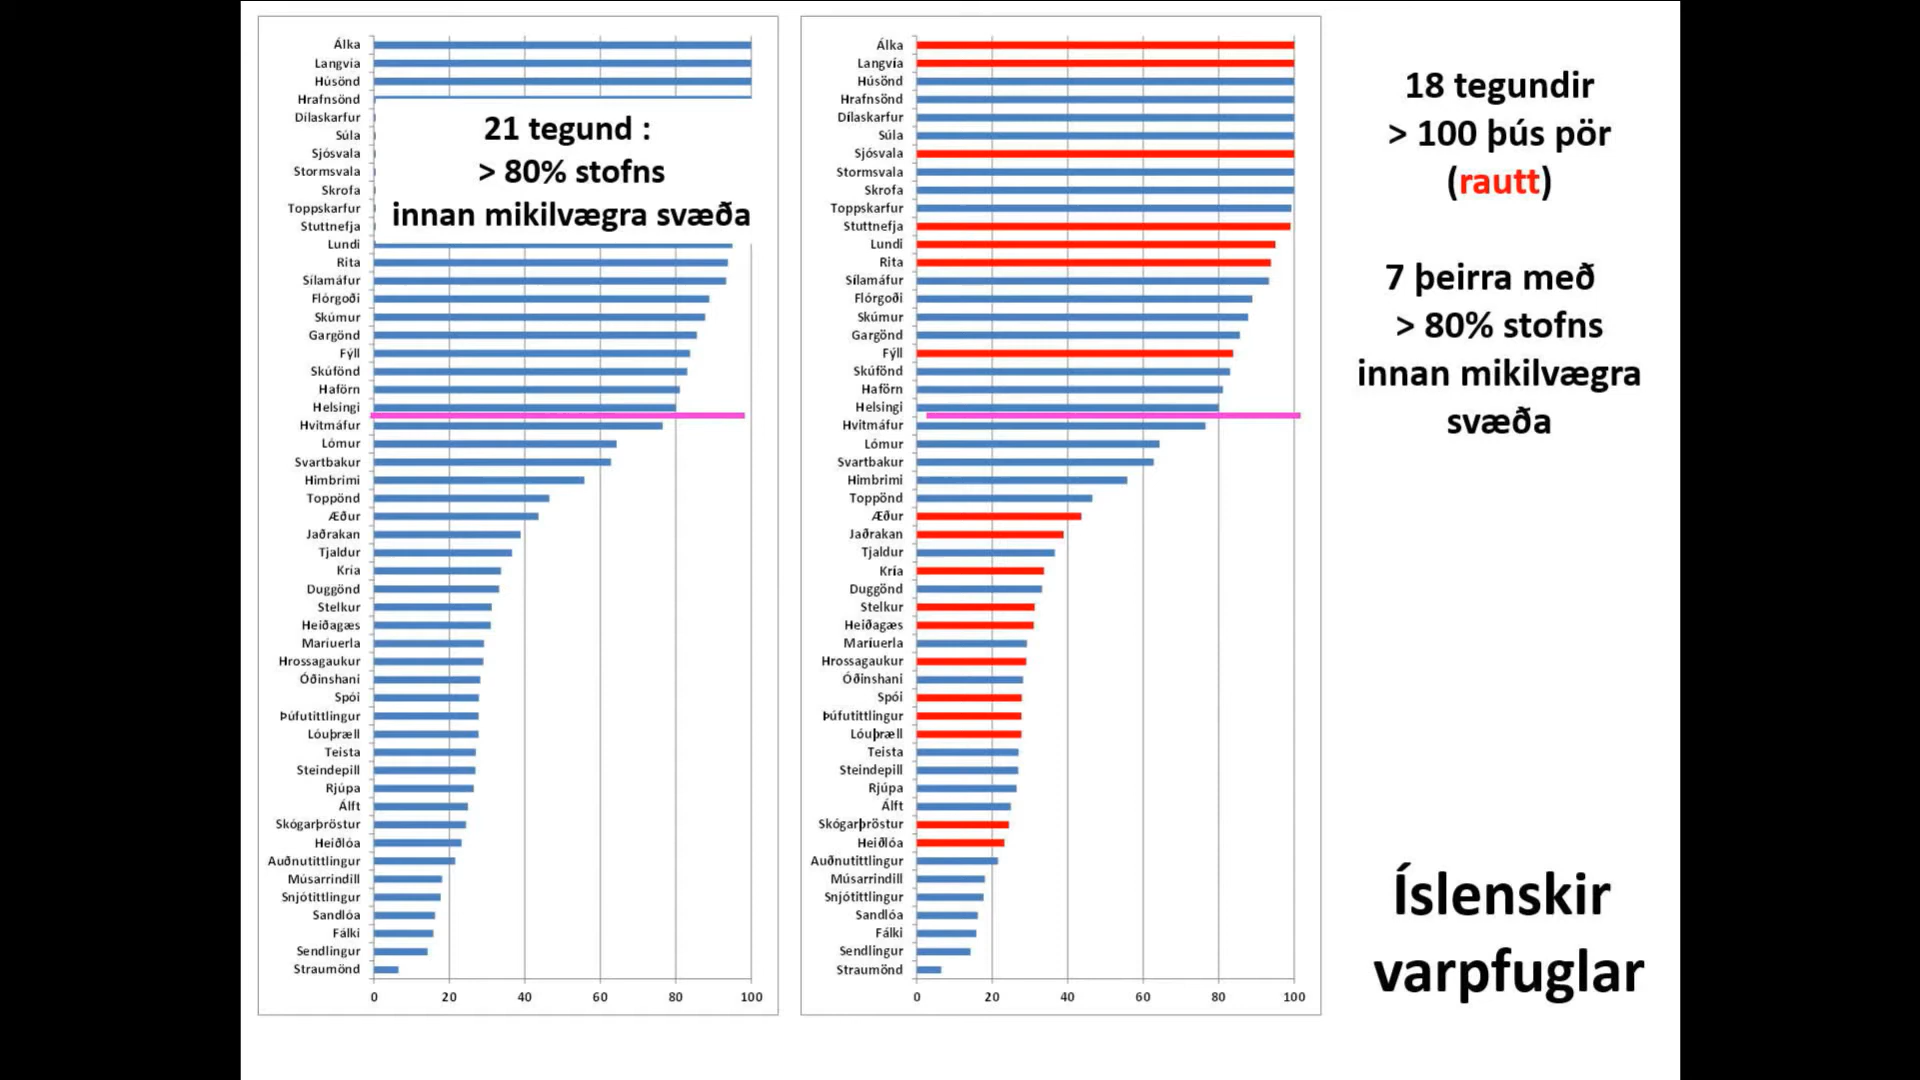 Álka
Langvía
Húsönd
Hrafnsönd
Dílaskarfur
Súla
Sjósvala
Stormsvala
Skrofa
Toppskarfur
Stuttnefja
Lundi
Rita
Sílamáfur
Flórgoði
Skúmur
Gargönd
Fýll
Skúfönd
Haförn
Helsingi
Hvítmáfur
Lómur
Svartbakur
Himbrimi
Toppönd
Æður
Jaðrakan
Tjaldur
Kría
Duggönd
Stelkur
Heiðagæs
Maríuerla
Hrossagaukur
Óðinshani
Spói
Þúfutittlingur
Lóuþræll
Teista
Steindepill
Rjúpa
Álft
Skógarþröstur
Heiðlóa
Auðnutittlingur
Músarrindill
Snjótittlingur
Sandlóa
Fálki
Sendlingur
Straumönd
0 20 40 60 80 100
21 tegund :
> 80% stofns
innan mikilvægra svæða
Álka
Langvía
Húsönd
Hrafnsönd
Dílaskarfur
Súla
Sjósvala
Stormsvala
Skrofa
Toppskarfur
Stuttnefja
Lundi
Rita
Sílamáfur
Flórgoði
Skúmur
Gargönd
Fýll
Skúfönd
Haförn
Helsingi
Hvítmáfur
Lómur
Svartbakur
Himbrimi
Toppönd
Æður
Jaðrakan
Tjaldur
Kría
Duggönd
Stelkur
Heiðagæs
Maríuerla
Hrossagaukur
Óðinshani
Spói
Þúfutittlingur
Lóuþræll
Teista
Steindepill
Rjúpa
Álft
Skógarþröstur
Heiðlóa
Auðnutittlingur
Músarrindill
Snjótittlingur
Sandlóa
Fálki
Sendlingur
Straumönd
0 20 40 60 80 100
18 tegundir
> 100 þús pör
(rautt)
7 þeirra með
> 80% stofns
innan mikilvægra
svæða
Íslenskir
varpfuglar